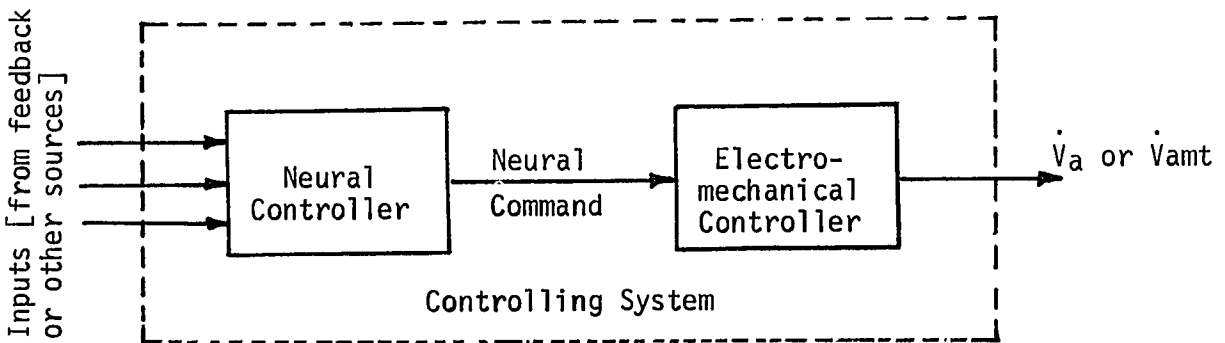 Inputs [from feedback
or other sources]
Neural
Controller
Neural
Command
Electro-
mechanical
Controller
V̇a or V̇amt
Controlling System